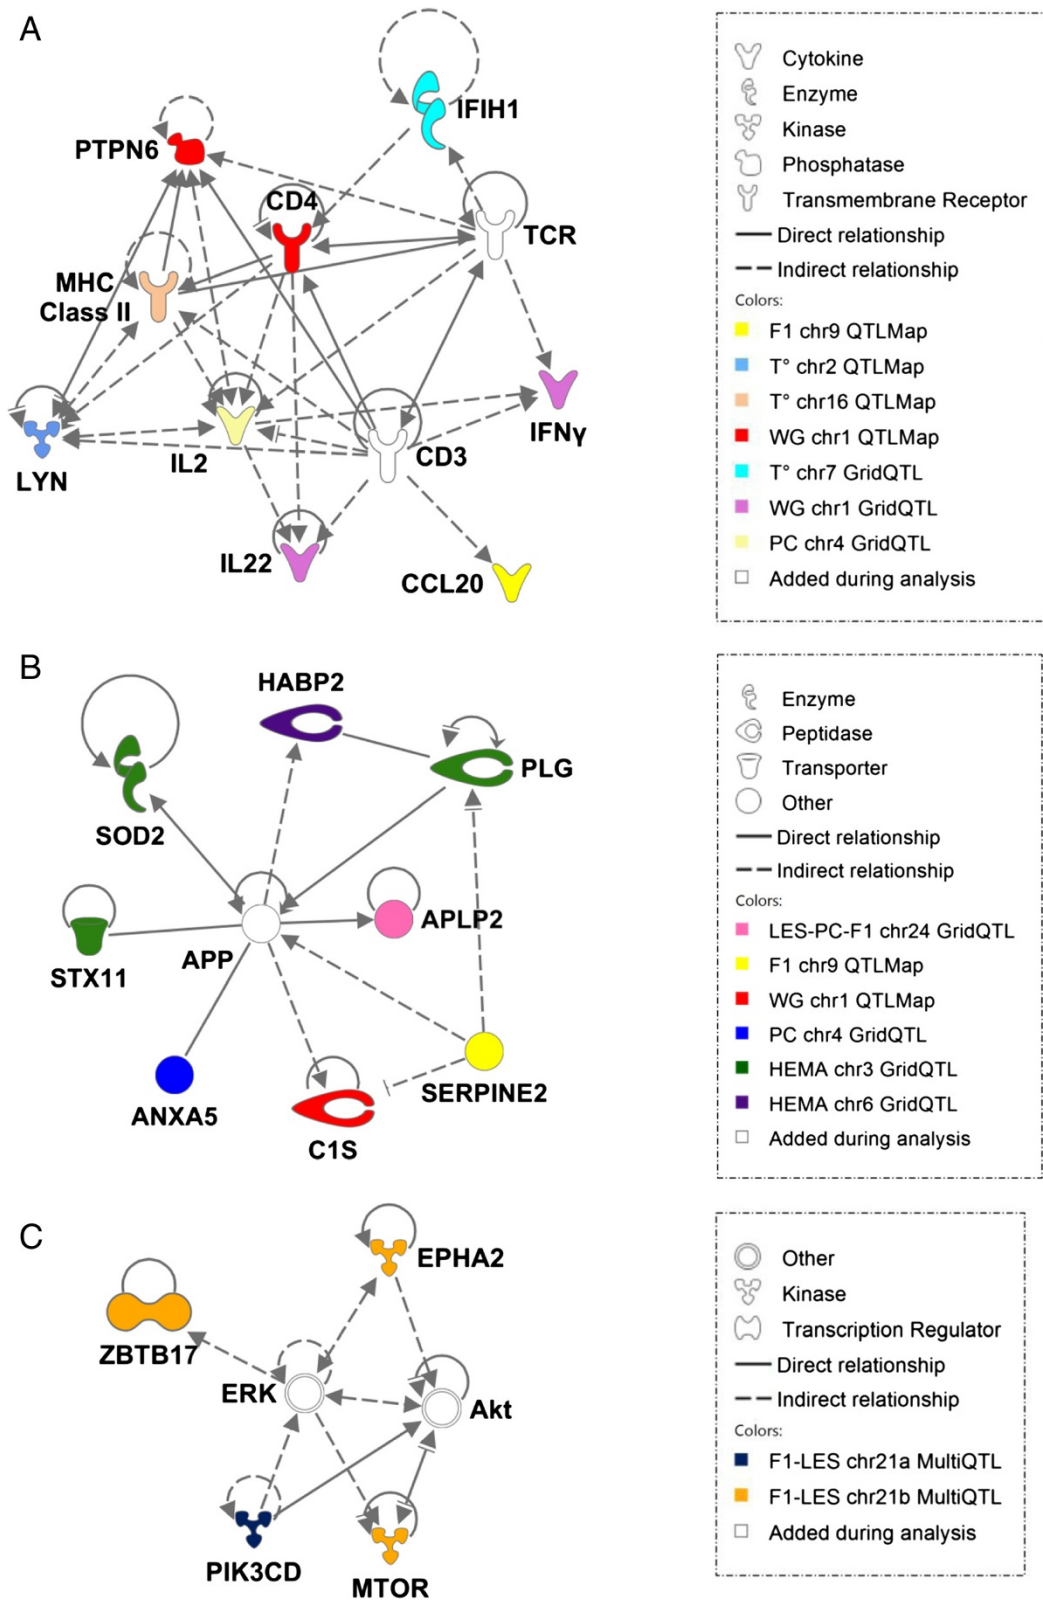 A
IFIH1
PTPN6
CD4
TCR
MHC
Class II
IFNγ
CD3
IL2
LYN
IL22
CCL20
Cytokine
Enzyme
Kinase
Phosphatase
Transmembrane Receptor
Direct relationship
Indirect relationship
Colors:
F1 chr9 QTLMap
T° chr2 QTLMap
T° chr16 QTLMap
WG chr1 QTLMap
T° chr7 GridQTL
WG chr1 GridQTL
PC chr4 GridQTL
Added during analysis
B
HABP2
PLG
SOD2
APLP2
APP
STX11
SERPINE2
ANXA5
C1S
Enzyme
Peptidase
Transporter
Other
Direct relationship
Indirect relationship
Colors:
LES-PC-F1 chr24 GridQTL
F1 chr9 QTLMap
WG chr1 QTLMap
PC chr4 GridQTL
HEMA chr3 GridQTL
HEMA chr6 GridQTL
Added during analysis
C
EPHA2
ZBTB17
ERK
Akt
PIK3CD
MTOR
Other
Kinase
Transcription Regulator
Direct relationship
Indirect relationship
Colors:
F1-LES chr21a MultiQTL
F1-LES chr21b MultiQTL
Added during analysis